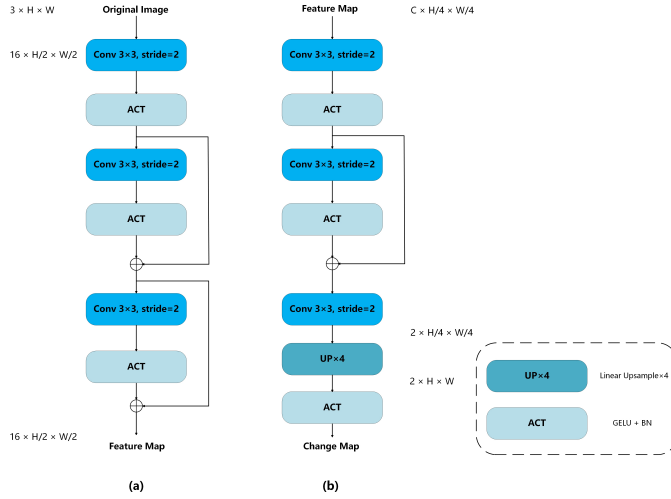 3 × H × W
Original Image
Feature Map
C × H/4 × W/4
16 × H/2 × W/2
Conv 3×3, stride=2
Conv 3×3, stride=2
ACT
ACT
Conv 3×3, stride=2
Conv 3×3, stride=2
ACT
ACT
Conv 3×3, stride=2
Conv 3×3, stride=2
2 × H/4 × W/4
ACT
UP×4
2 × H × W
UP×4
Linear Upsample×4
ACT
ACT
GELU + BN
16 × H/2 × W/2
Feature Map
Change Map
(a)
(b)